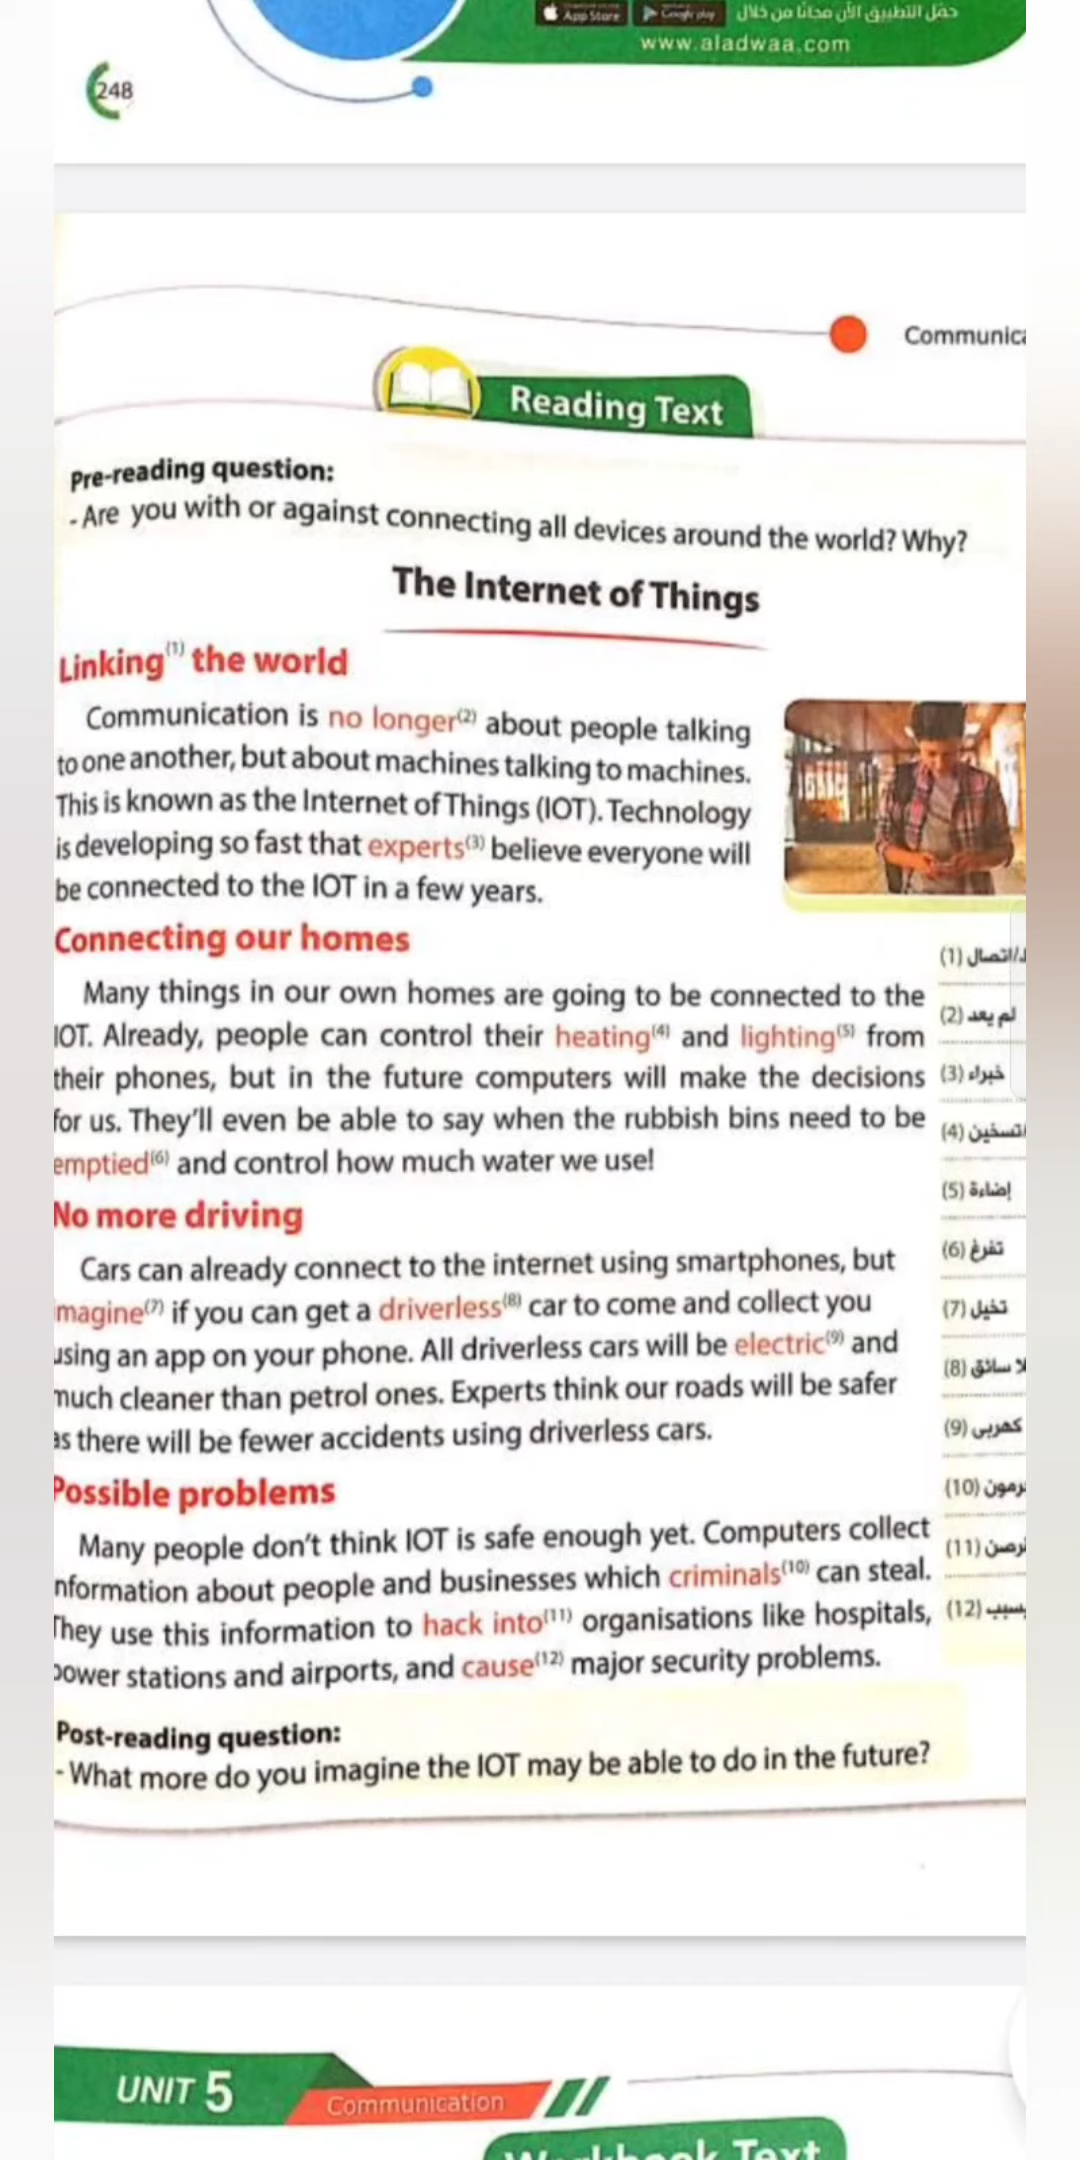 App Store Google play حمّل التطبيق الآن مجانًا من خلال
www.aladwaa.com
248
Reading Text
Pre-reading question:
- Are you with or against connecting all devices around the world? Why?
The Internet of Things
Linking(1) the world
Communication is no longer(2) about people talking
to one another, but about machines talking to machines.
This is known as the Internet of Things (IOT). Technology
is developing so fast that experts(3) believe everyone will
be connected to the IOT in a few years.
Connecting our homes
Many things in our own homes are going to be connected to the
IOT. Already, people can control their heating(4) and lighting(5) from
their phones, but in the future computers will make the decisions
for us. They'll even be able to say when the rubbish bins need to be
emptied(6) and control how much water we use!
No more driving
Cars can already connect to the internet using smartphones, but
magine(7) if you can get a driverless(8) car to come and collect you
using an app on your phone. All driverless cars will be electric(9) and
much cleaner than petrol ones. Experts think our roads will be safer
as there will be fewer accidents using driverless cars.
Possible problems
Many people don't think IOT is safe enough yet. Computers collect
nformation about people and businesses which criminals(10) can steal.
They use this information to hack into(11) organisations like hospitals,
power stations and airports, and cause(12) major security problems.
(1) اتصال
(2) لم يعد
(3) خبراء
(4) تسخين
(5) إضاءة
(6) تفرغ
(7) تخيل
(8) لا سائق
(9) كهربى
(10)
(11)
(12)
Post-reading question:
- What more do you imagine the IOT may be able to do in the future?
UNIT 5
Communication